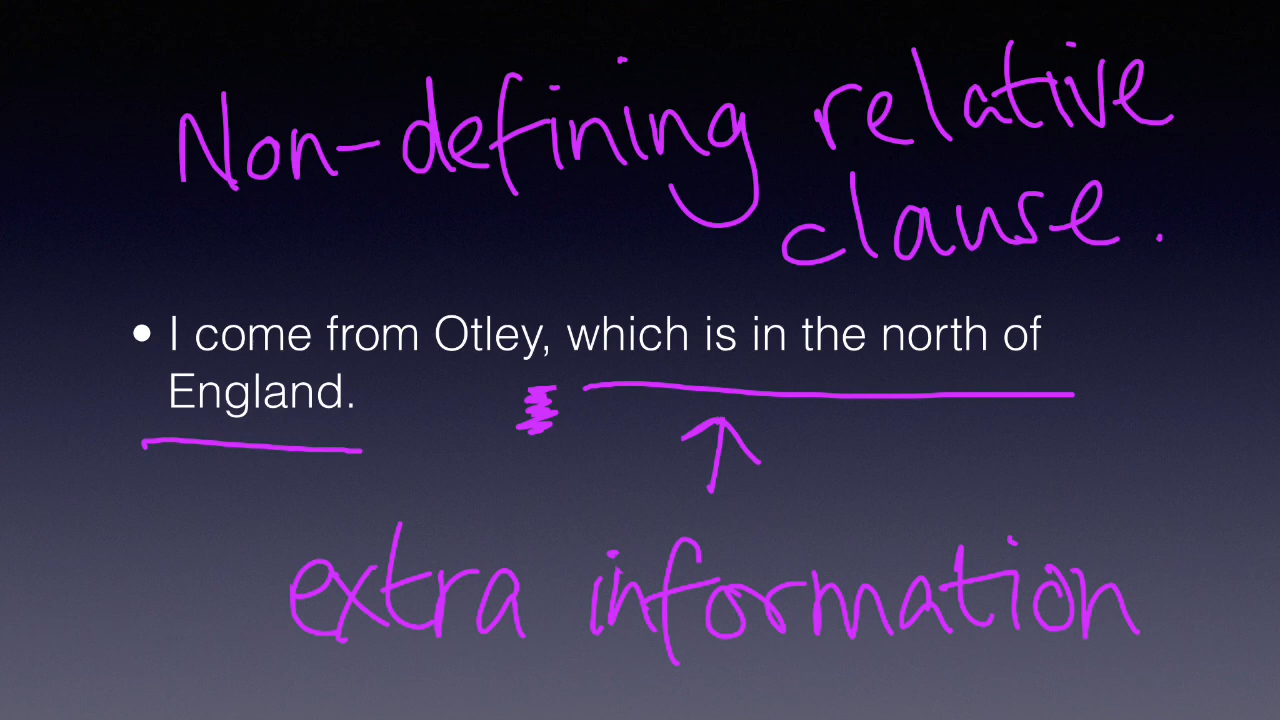 Non-defining relative
clause.
• I come from Otley, which is in the north of
England.
extra information